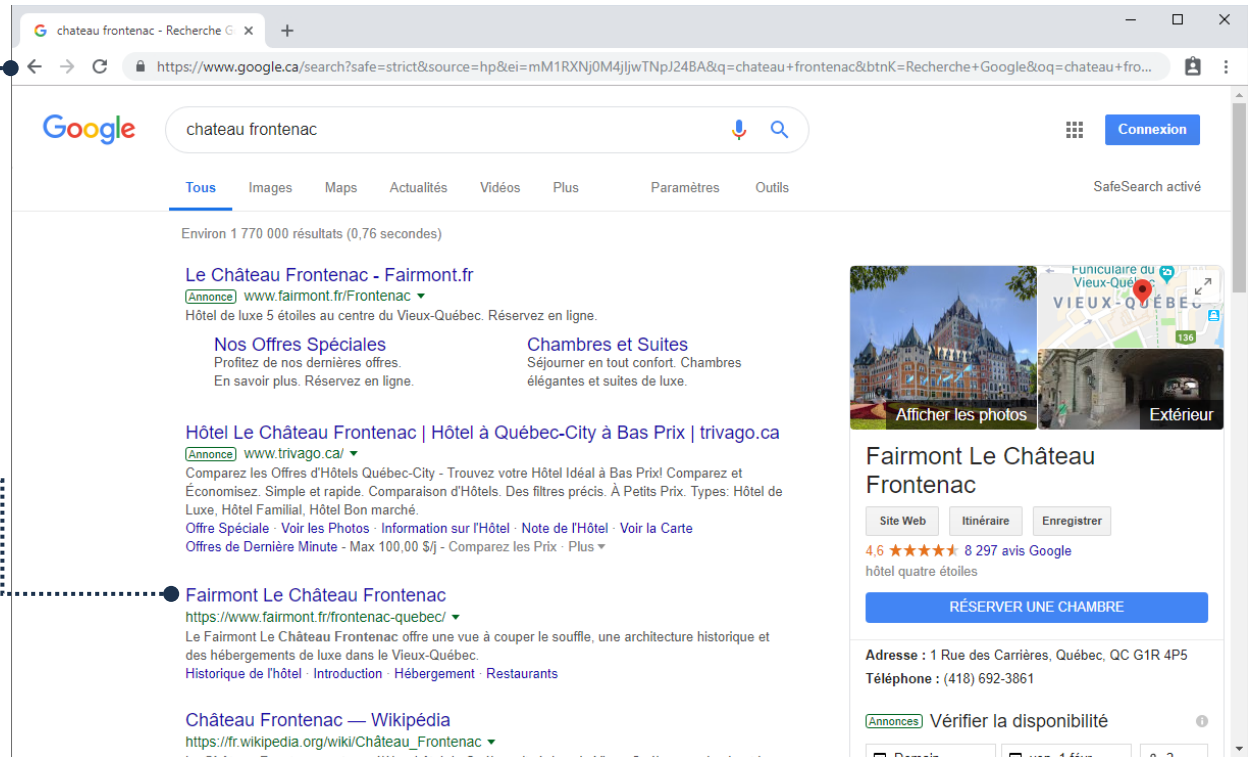 chateau frontenac - Recherche G
https://www.google.ca/search?safe=strict&source=hp&ei=mM1RXNj0M4jIjwTNpJ24BA&q=chateau+frontenac&btnK=Recherche+Google&oq=chateau+fro...
Google
chateau frontenac
Connexion
Tous Images Maps Actualités Vidéos Plus Paramètres Outils
SafeSearch activé
Environ 1 770 000 résultats (0,76 secondes)
Le Château Frontenac - Fairmont.fr
Annonce www.fairmont.fr/Frontenac
Hôtel de luxe 5 étoiles au centre du Vieux-Québec. Réservez en ligne.
Nos Offres Spéciales
Profitez de nos dernières offres.
En savoir plus. Réservez en ligne.
Chambres et Suites
Séjourner en tout confort. Chambres
élégantes et suites de luxe.
Hôtel Le Château Frontenac | Hôtel à Québec-City à Bas Prix | trivago.ca
Annonce www.trivago.ca/
Comparez les Offres d'Hôtels Québec-City - Trouvez votre Hôtel Idéal à Bas Prix! Comparez et
Économisez. Simple et rapide. Comparaison d'Hôtels. Des filtres précis. À Petits Prix. Types: Hôtel de
Luxe, Hôtel Familial, Hôtel Bon marché.
Offre Spéciale · Voir les Photos · Information sur l'Hôtel · Note de l'Hôtel · Voir la Carte
Offres de Dernière Minute - Max 100,00 $/j - Comparez les Prix · Plus
Fairmont Le Château Frontenac
https://www.fairmont.fr/frontenac-quebec/
Le Fairmont Le Château Frontenac offre une vue à couper le souffle, une architecture historique et
des hébergements de luxe dans le Vieux-Québec.
Historique de l'hôtel · Introduction · Hébergement · Restaurants
Château Frontenac — Wikipédia
https://fr.wikipedia.org/wiki/Château_Frontenac
Funiculaire du
Vieux-Québec
VIEUX-QUÉBEC
136
Afficher les photos
Extérieur
Fairmont Le Château
Frontenac
Site Web Itinéraire Enregistrer
4,6 8 297 avis Google
hôtel quatre étoiles
RÉSERVER UNE CHAMBRE
Adresse : 1 Rue des Carrières, Québec, QC G1R 4P5
Téléphone : (418) 692-3861
Annonces Vérifier la disponibilité